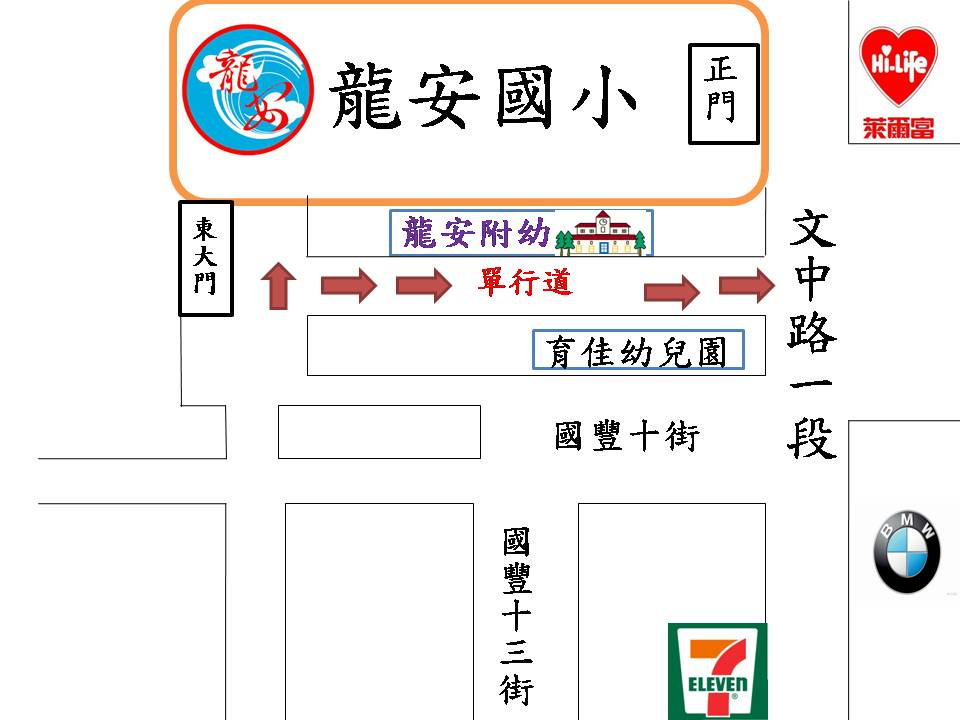 龍安
龍安國小
正門
Hi-Life
萊爾富
東大門
龍安附幼
單行道
文中路一段
育佳幼兒園
國豐十街
國豐十三街
BMW
7
ELEVEN